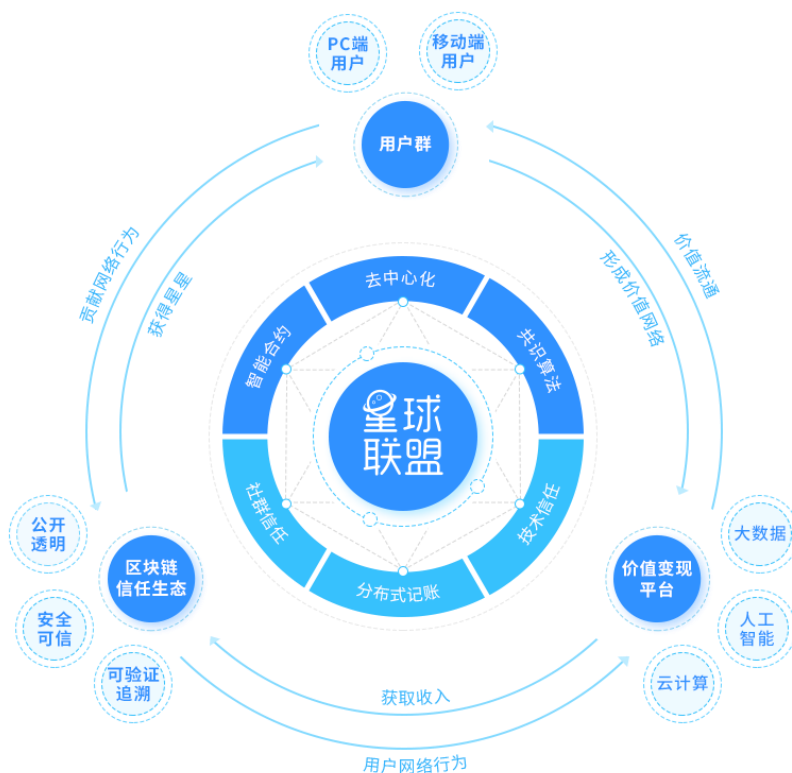 PC端
用户
移动端
用户
用户群
贡献网络行为
获得星星
价值流通
形成价值网络
去中心化
智能合约
共识算法
星球
联盟
社群信任
技术信任
分布式记账
公开
透明
区块链
信任生态
安全
可信
可验证
追溯
价值变现
平台
大数据
人工
智能
云计算
获取收入
用户网络行为